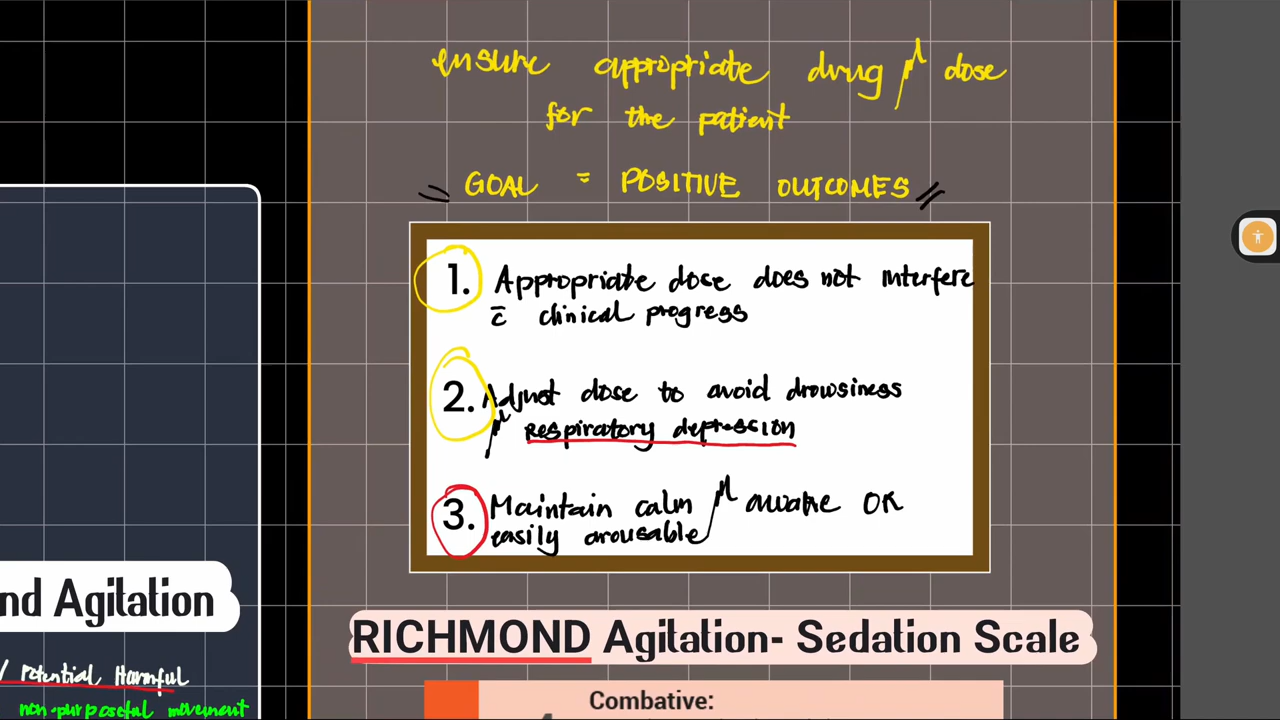 ensure appropriate drug & dose
for the patient
GOAL = POSITIVE OUTCOMES
1. Appropriate dose does not interfere
c̄ clinical progress
2. Adjust dose to avoid drowsiness
& respiratory depression
3. Maintain calm & awake OR
easily arousable
nd Agitation
/ Potential Harmful
non-purposeful movement
RICHMOND Agitation- Sedation Scale
Combative: